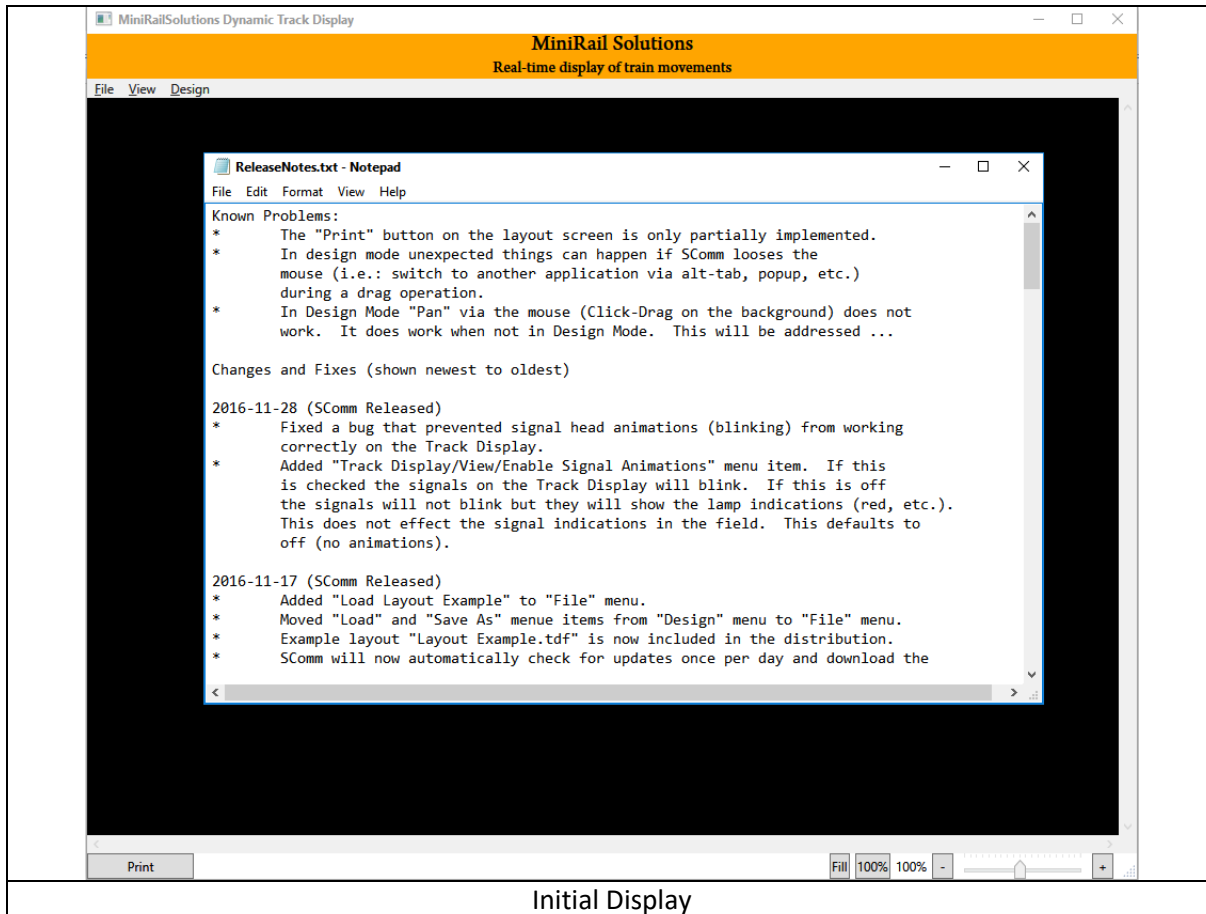 MiniRailSolutions Dynamic Track Display
MiniRail Solutions
Real-time display of train movements
File View Design
ReleaseNotes.txt - Notepad
File Edit Format View Help
Known Problems:
* The "Print" button on the layout screen is only partially implemented.
* In design mode unexpected things can happen if SComm looses the
mouse (i.e.: switch to another application via alt-tab, popup, etc.)
during a drag operation.
* In Design Mode "Pan" via the mouse (Click-Drag on the background) does not
work. It does work when not in Design Mode. This will be addressed ...
Changes and Fixes (shown newest to oldest)
2016-11-28 (SComm Released)
* Fixed a bug that prevented signal head animations (blinking) from working
correctly on the Track Display.
* Added "Track Display/View/Enable Signal Animations" menu item. If this
is checked the signals on the Track Display will blink. If this is off
the signals will not blink but they will show the lamp indications (red, etc.).
This does not effect the signal indications in the field. This defaults to
off (no animations).
2016-11-17 (SComm Released)
* Added "Load Layout Example" to "File" menu.
* Moved "Load" and "Save As" menue items from "Design" menu to "File" menu.
* Example layout "Layout Example.tdf" is now included in the distribution.
* SComm will now automatically check for updates once per day and download the
Print Fill 100% 100% - +
Initial Display